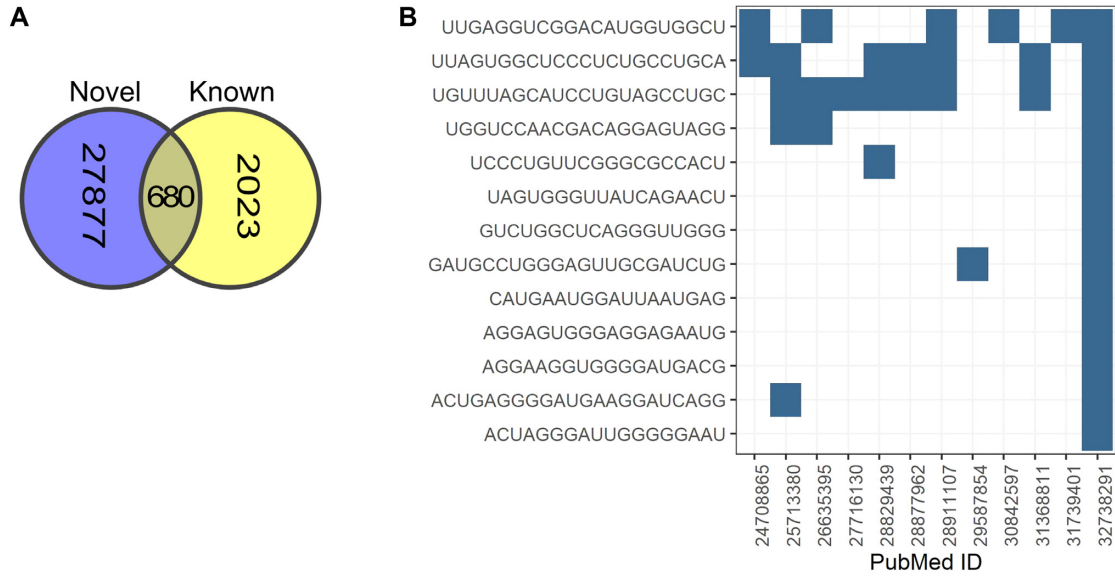 A
Novel
Known
27877
680
2023
B
UUGAGGUCGGACAUGGUGGCU
UUAGUGGCUCCCUCUGCCUGCA
UGUUUAGCAUCCUGUAGCCUGC
UGGUCCAACGACAGGAGUAGG
UCCCUGUUCGGGCGCCACU
UAGUGGGUUAUCAGAACU
GUCUGGCUCAGGGUUGGG
GAUGCCUGGGAGUUGCGAUCUG
CAUGAAUGGAUUAAUGAG
AGGAGUGGGAGGAGAAUG
AGGAAGGUGGGGAUGACG
ACUGAGGGGAUGAAGGAUCAGG
ACUAGGGAUUGGGGGAAU
24708865
25713380
26635395
27716130
28829439
28877962
28911107
29587854
30842597
31368811
31739401
32738291
PubMed ID